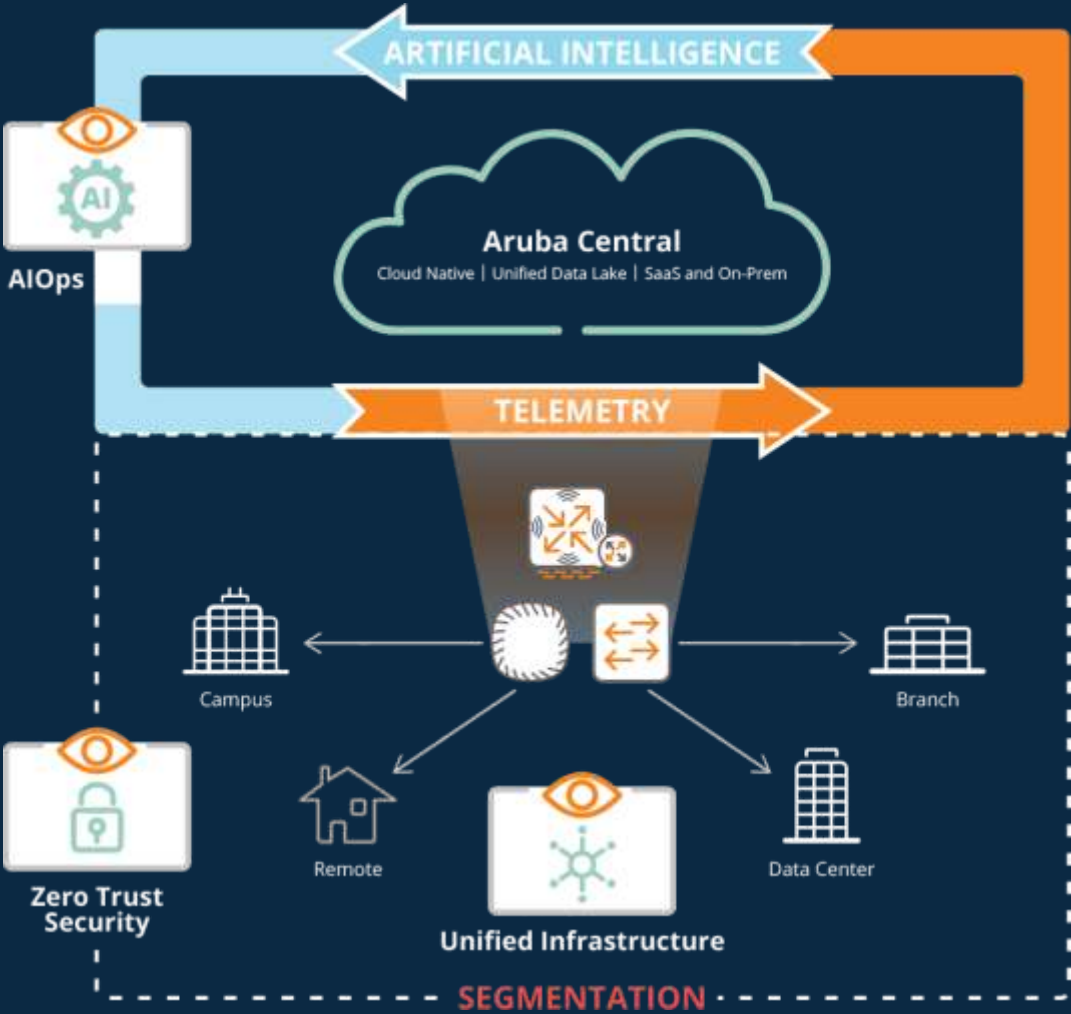 ARTIFICIAL INTELLIGENCE
AI
AIOps
Aruba Central
Cloud Native | Unified Data Lake | SaaS and On-Prem
TELEMETRY
Campus
Branch
Remote
Data Center
Zero Trust
Security
Unified Infrastructure
SEGMENTATION